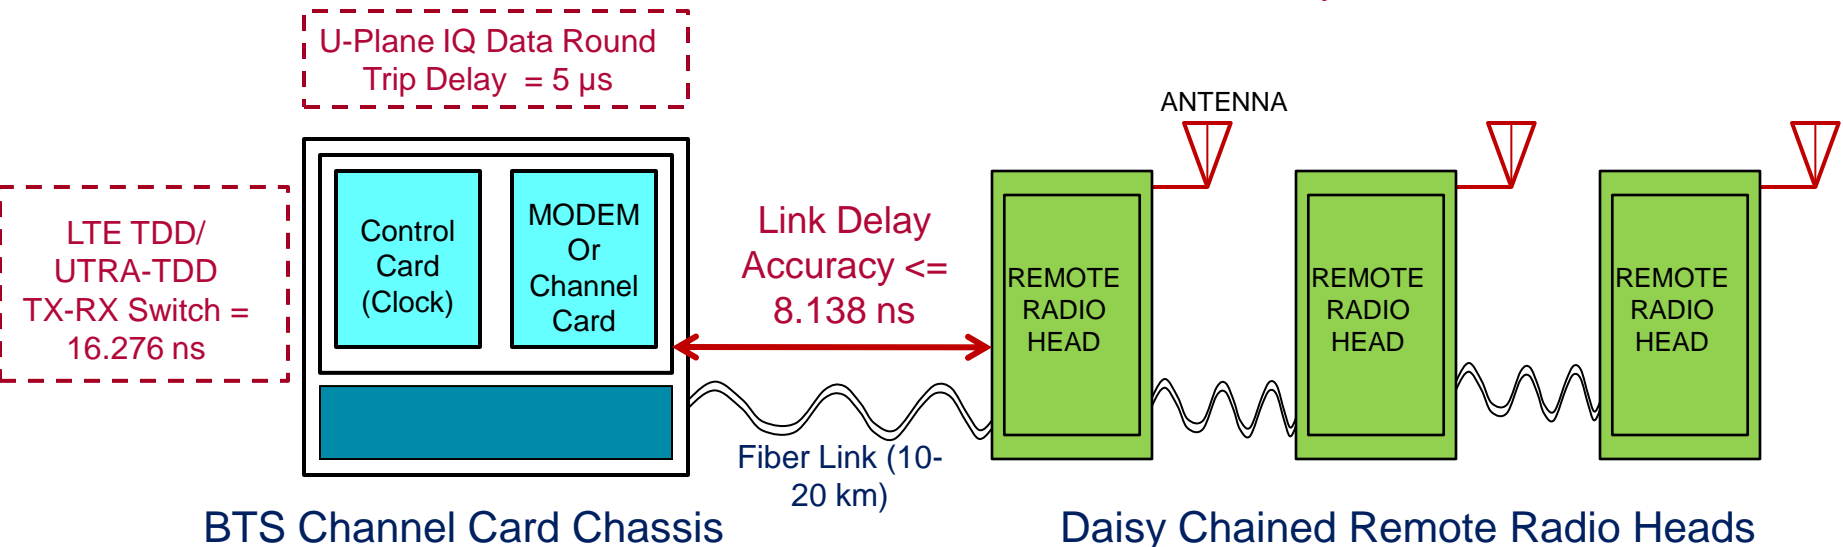 U-Plane IQ Data Round
Trip Delay = 5 µs
ANTENNA
LTE TDD/
UTRA-TDD
TX-RX Switch =
16.276 ns
Control
Card
(Clock)
MODEM
Or
Channel
Card
Link Delay
Accuracy <=
8.138 ns
REMOTE
RADIO
HEAD
REMOTE
RADIO
HEAD
REMOTE
RADIO
HEAD
Fiber Link (10-
20 km)
BTS Channel Card Chassis
Daisy Chained Remote Radio Heads